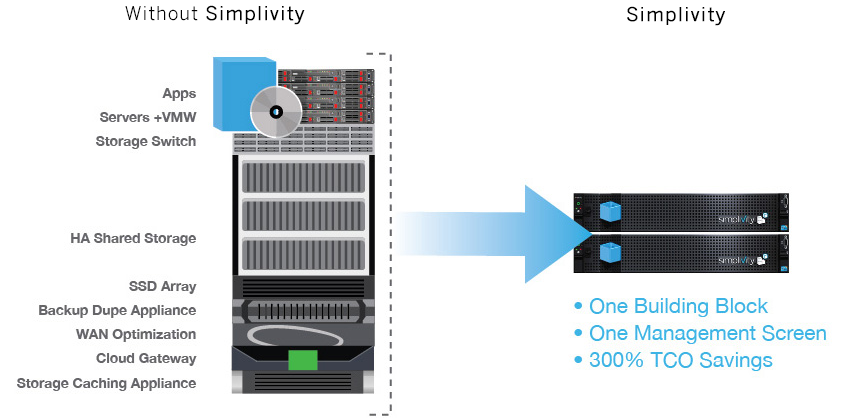 Without Simplivity
Simplivity
Apps
Servers +VMW
Storage Switch
HA Shared Storage
SSD Array
Backup Dupe Appliance
WAN Optimization
Cloud Gateway
Storage Caching Appliance
simplivity
simplivity
• One Building Block
• One Management Screen
• 300% TCO Savings